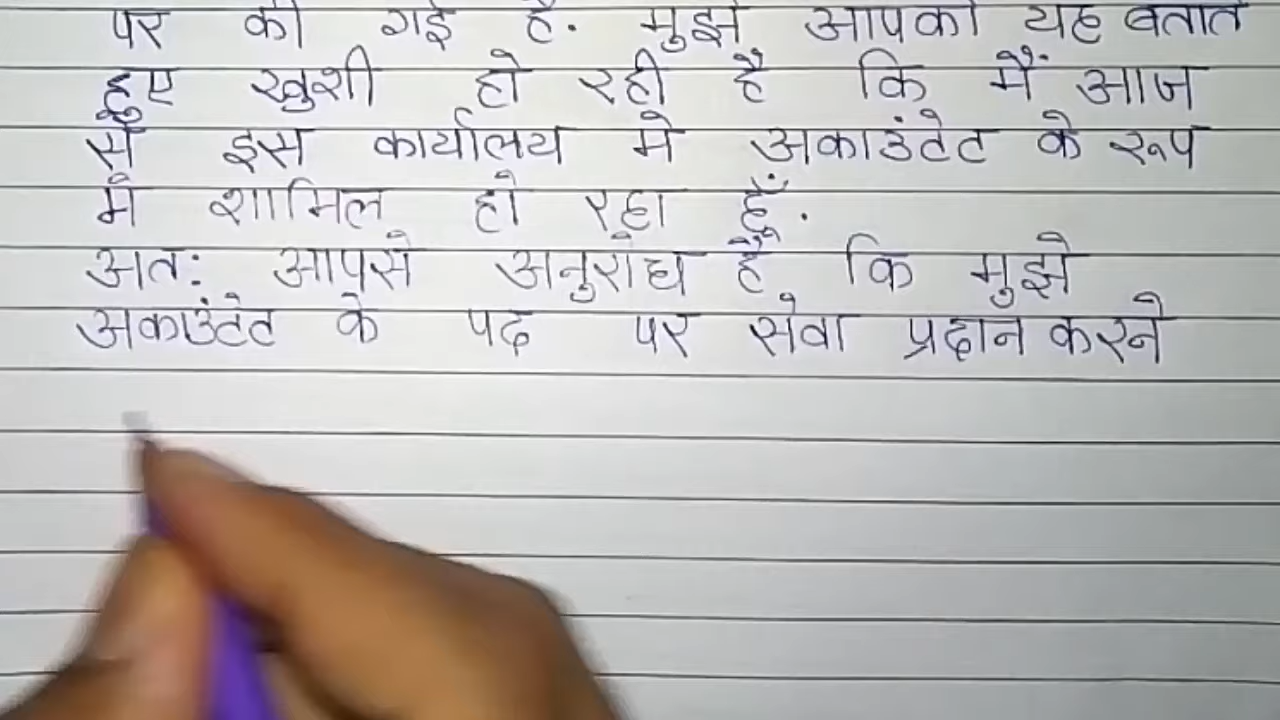 पर की गई है. मुझे आपको यह बताते
हुए खुशी हो रही है कि मैं आज
से इस कार्यालय मे अकाउंटेट के रूप
मे शामिल हो रहा हूँ.
अतः आपसे अनुरोध है कि मुझे
अकाउंटेट के पद पर सेवा प्रदान करने